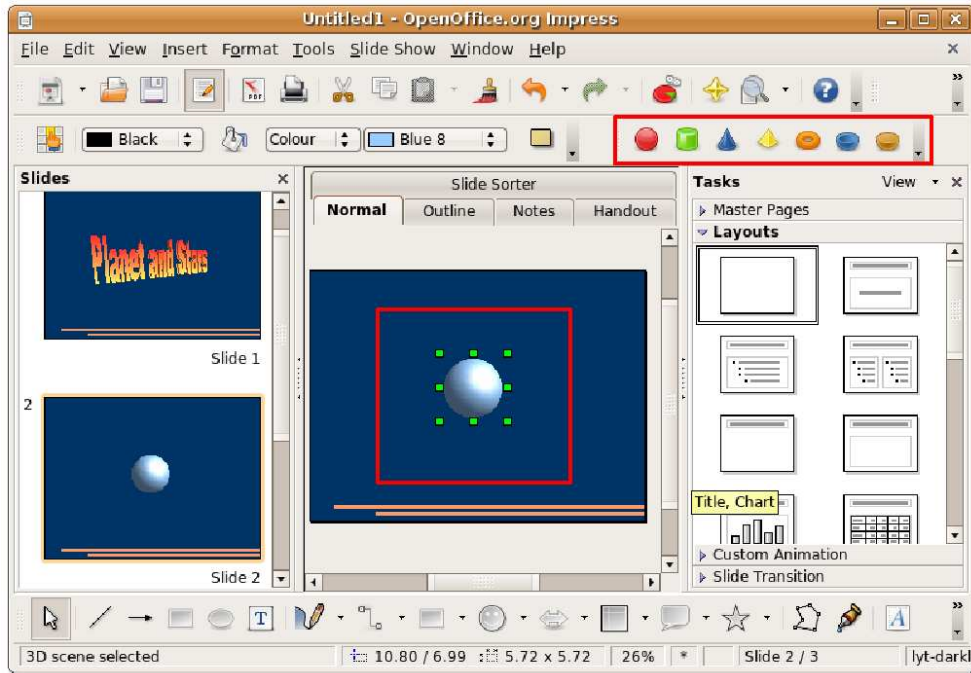 Untitled1 - OpenOffice.org Impress
File Edit View Insert Format Tools Slide Show Window Help
PDF
Black Colour Blue 8
Slides
Planet and Stars
Slide 1
2
Slide 2
Slide Sorter
Normal Outline Notes Handout
Tasks View
Master Pages
Layouts
Title, Chart
Custom Animation
Slide Transition
T A
3D scene selected 10.80 / 6.99 5.72 x 5.72 26% * Slide 2 / 3 lyt-darkl